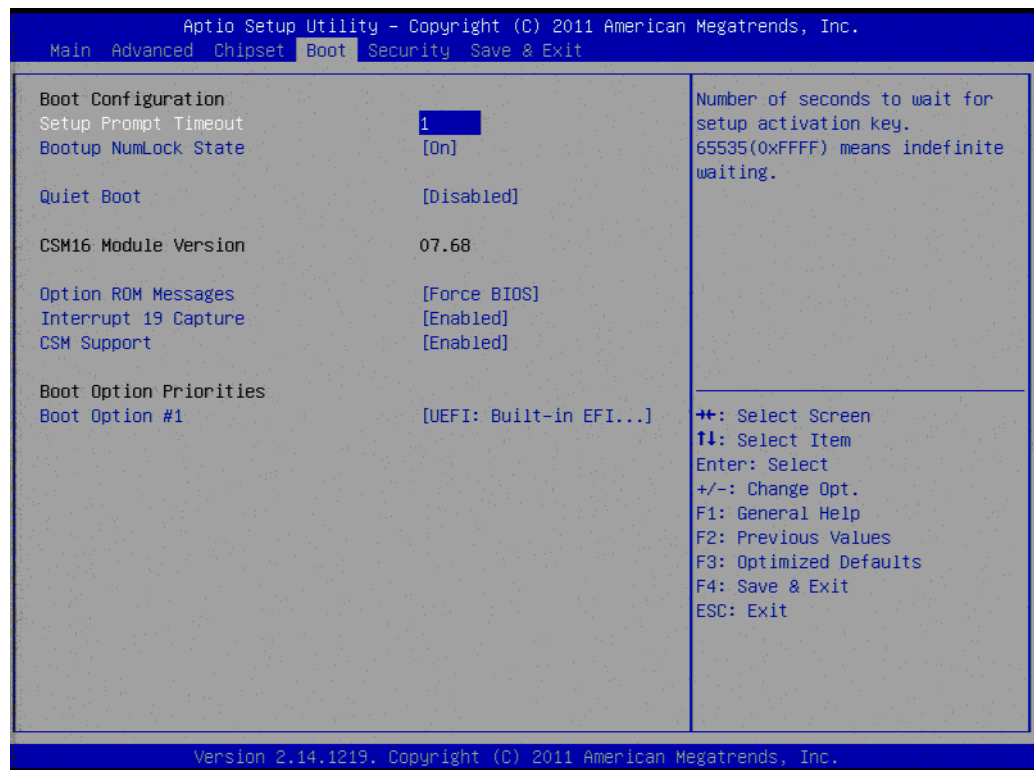 Aptio Setup Utility – Copyright (C) 2011 American Megatrends, Inc.
Main Advanced Chipset Boot Security Save & Exit
Boot Configuration
Setup Prompt Timeout 1
Bootup NumLock State [On]
Quiet Boot [Disabled]
CSM16 Module Version 07.68
Option ROM Messages [Force BIOS]
Interrupt 19 Capture [Enabled]
CSM Support [Enabled]
Boot Option Priorities
Boot Option #1 [UEFI: Built-in EFI...]
Number of seconds to wait for
setup activation key.
65535(0xFFFF) means indefinite
waiting.
→←: Select Screen
↑↓: Select Item
Enter: Select
+/-: Change Opt.
F1: General Help
F2: Previous Values
F3: Optimized Defaults
F4: Save & Exit
ESC: Exit
Version 2.14.1219. Copyright (C) 2011 American Megatrends, Inc.